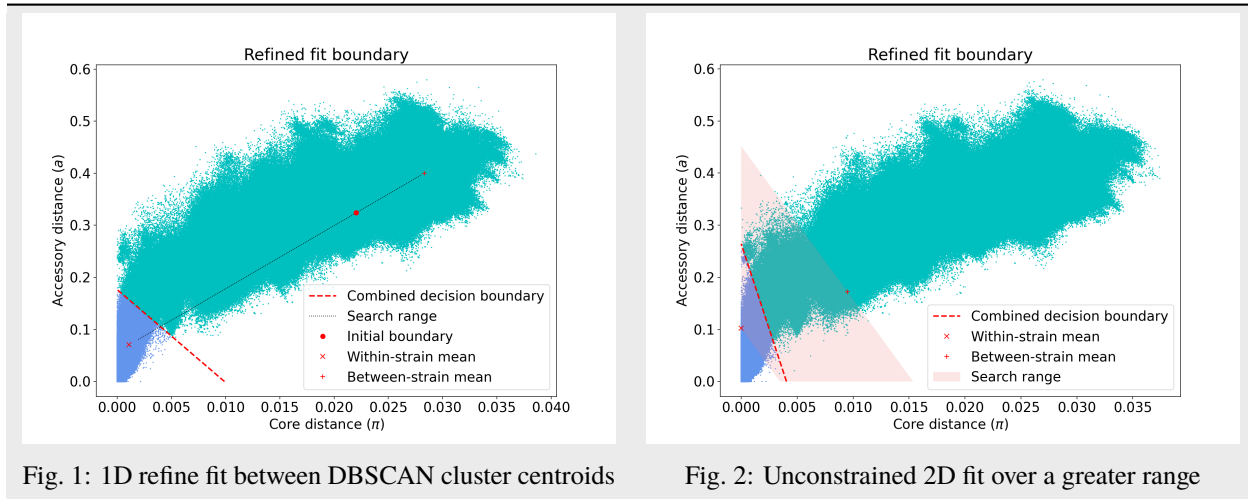 Refined fit boundary
0.6
0.5
0.4
0.3
0.2
0.1
0.0
Accessory distance (a)
Combined decision boundary
Search range
Initial boundary
Within-strain mean
Between-strain mean
0.000 0.005 0.010 0.015 0.020 0.025 0.030 0.035 0.040
Core distance (π)
Fig. 1: 1D refine fit between DBSCAN cluster centroids
Refined fit boundary
0.6
0.5
0.4
0.3
0.2
0.1
0.0
Accessory distance (a)
Combined decision boundary
Within-strain mean
Between-strain mean
Search range
0.000 0.005 0.010 0.015 0.020 0.025 0.030 0.035
Core distance (π)
Fig. 2: Unconstrained 2D fit over a greater range